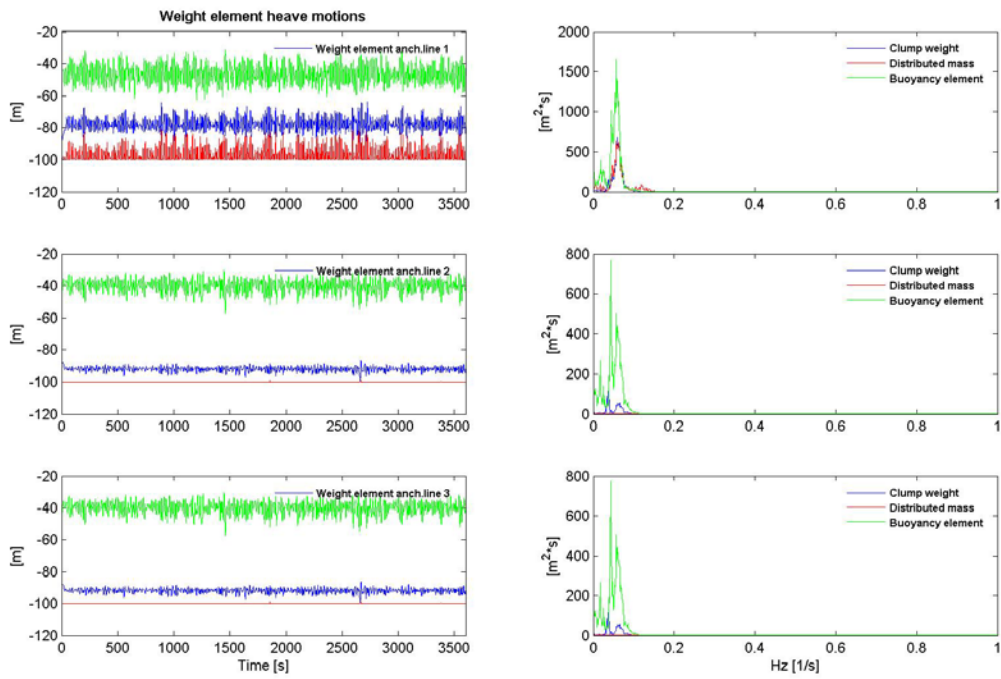 Weight element heave motions
-20
-40
-60
-80
-100
-120
[m]
Weight element anch.line 1
0 500 1000 1500 2000 2500 3000 3500
2000
1500
1000
500
0
[m²*s]
Clump weight
Distributed mass
Buoyancy element
0 0.2 0.4 0.6 0.8 1
-20
-40
-60
-80
-100
-120
[m]
Weight element anch.line 2
0 500 1000 1500 2000 2500 3000 3500
800
600
400
200
0
[m²*s]
Clump weight
Distributed mass
Buoyancy element
0 0.2 0.4 0.6 0.8 1
-20
-40
-60
-80
-100
-120
[m]
Weight element anch.line 3
0 500 1000 1500 2000 2500 3000 3500
Time [s]
800
600
400
200
0
[m²*s]
Clump weight
Distributed mass
Buoyancy element
0 0.2 0.4 0.6 0.8 1
Hz [1/s]